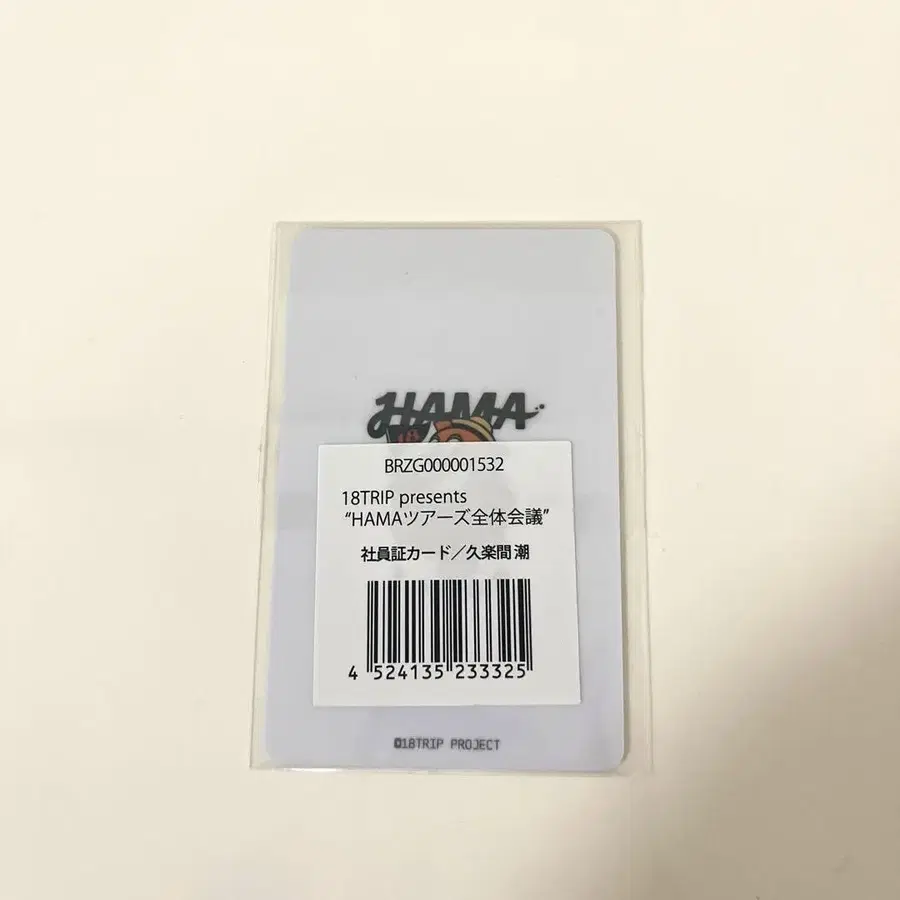 HAMA
18
BRZG000001532
18TRIP presents
“HAMAツアーズ全体会議”
社員証カード／久楽間 潮
4 524135 233325
©18TRIP PROJECT